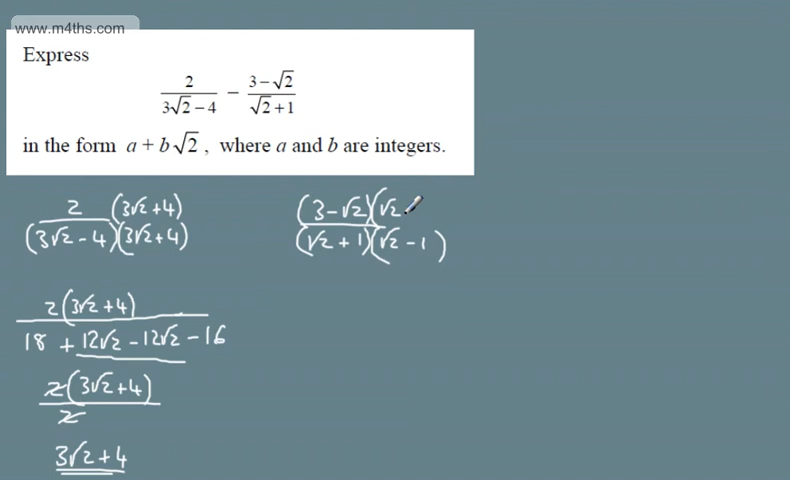 www.m4ths.com
Express
2/(3√2 − 4) − (3 − √2)/(√2 + 1)
in the form a + b√2, where a and b are integers.
2 (3√2 + 4)
(3√2 − 4)(3√2 + 4)
2(3√2 + 4)
18 + 12√2 − 12√2 − 16
2(3√2 + 4)
2
3√2 + 4
(3 − √2)(√2
(√2 + 1)(√2 − 1)